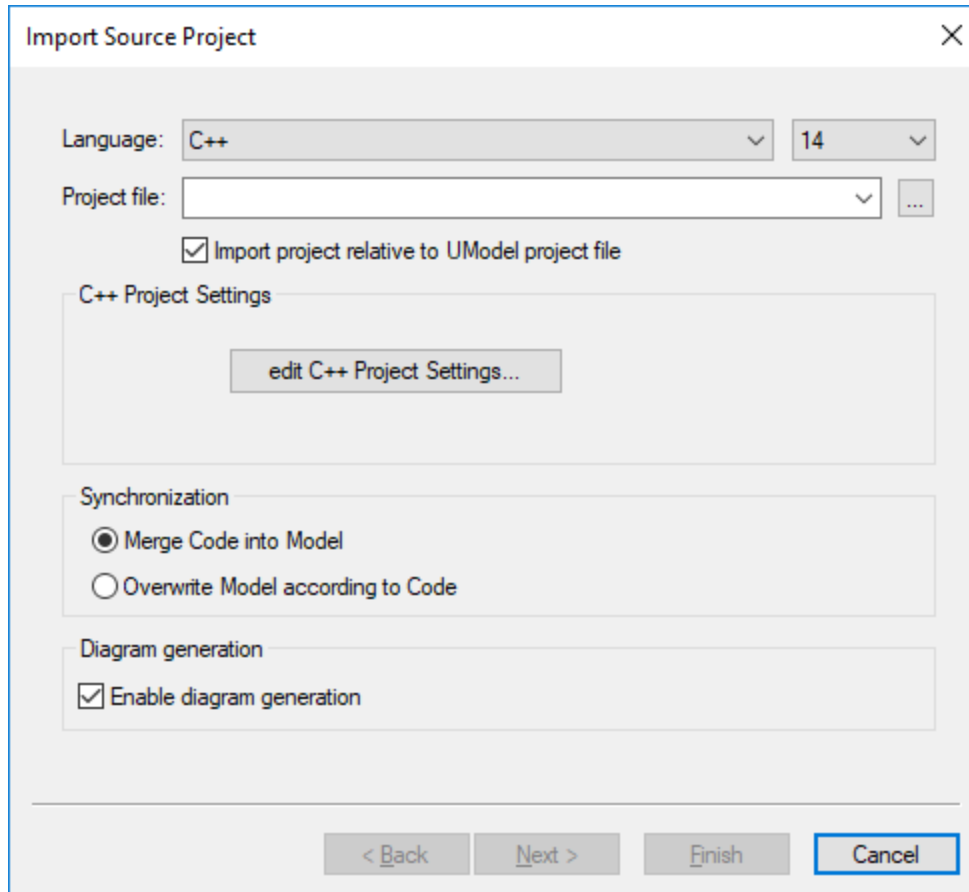 Import Source Project
Language: C++ 14
Project file: ...
Import project relative to UModel project file
C++ Project Settings
edit C++ Project Settings...
Synchronization
Merge Code into Model
Overwrite Model according to Code
Diagram generation
Enable diagram generation
< Back Next > Finish Cancel